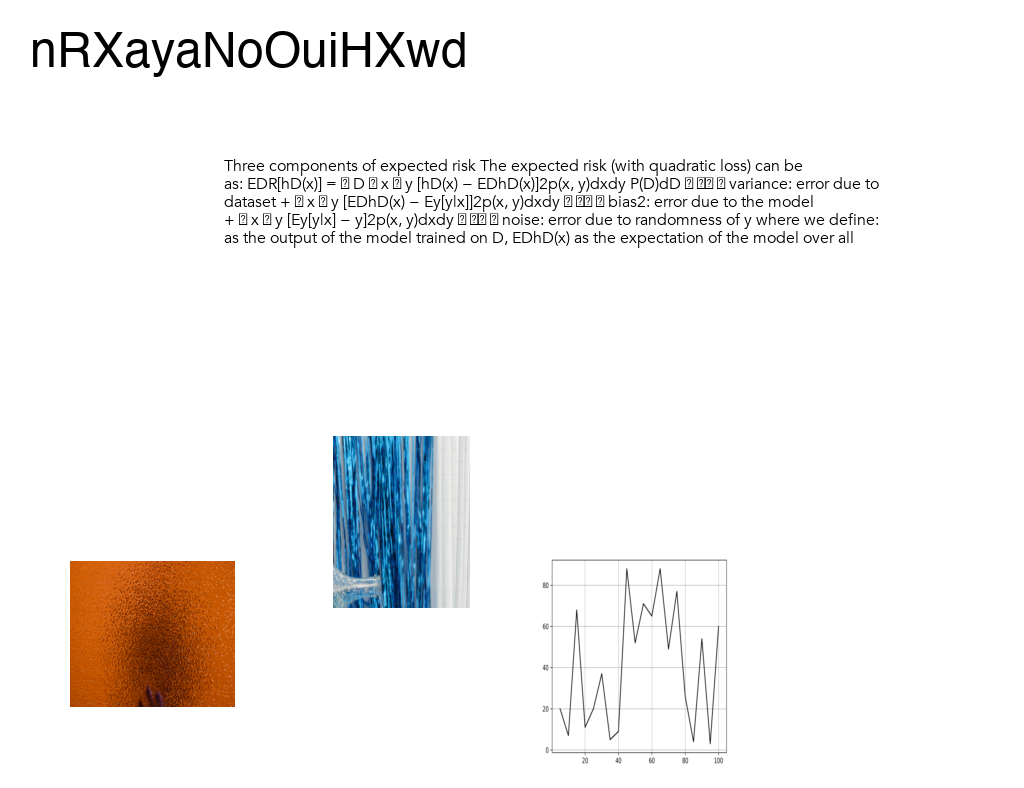 nRXayaNoOuiHXwd
Three components of expected risk The expected risk (with quadratic loss) can be
as: EDR[hD(x)] = � D � x � y [hD(x) − EDhD(x)]2p(x, y)dxdy P(D)dD � ��� � variance: error due to
dataset + � x � y [EDhD(x) − Ey[y|x]]2p(x, y)dxdy � ��� � bias2: error due to the model
+ � x � y [Ey[y|x] − y]2p(x, y)dxdy � ��� � noise: error due to randomness of y where we define:
as the output of the model trained on D, EDhD(x) as the expectation of the model over all
80
60
40
20
0
20 40 60 80 100